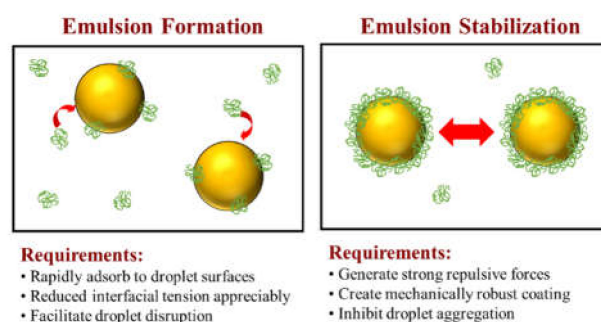 Emulsion Formation
Requirements:
• Rapidly adsorb to droplet surfaces
• Reduced interfacial tension appreciably
• Facilitate droplet disruption
Emulsion Stabilization
Requirements:
• Generate strong repulsive forces
• Create mechanically robust coating
• Inhibit droplet aggregation